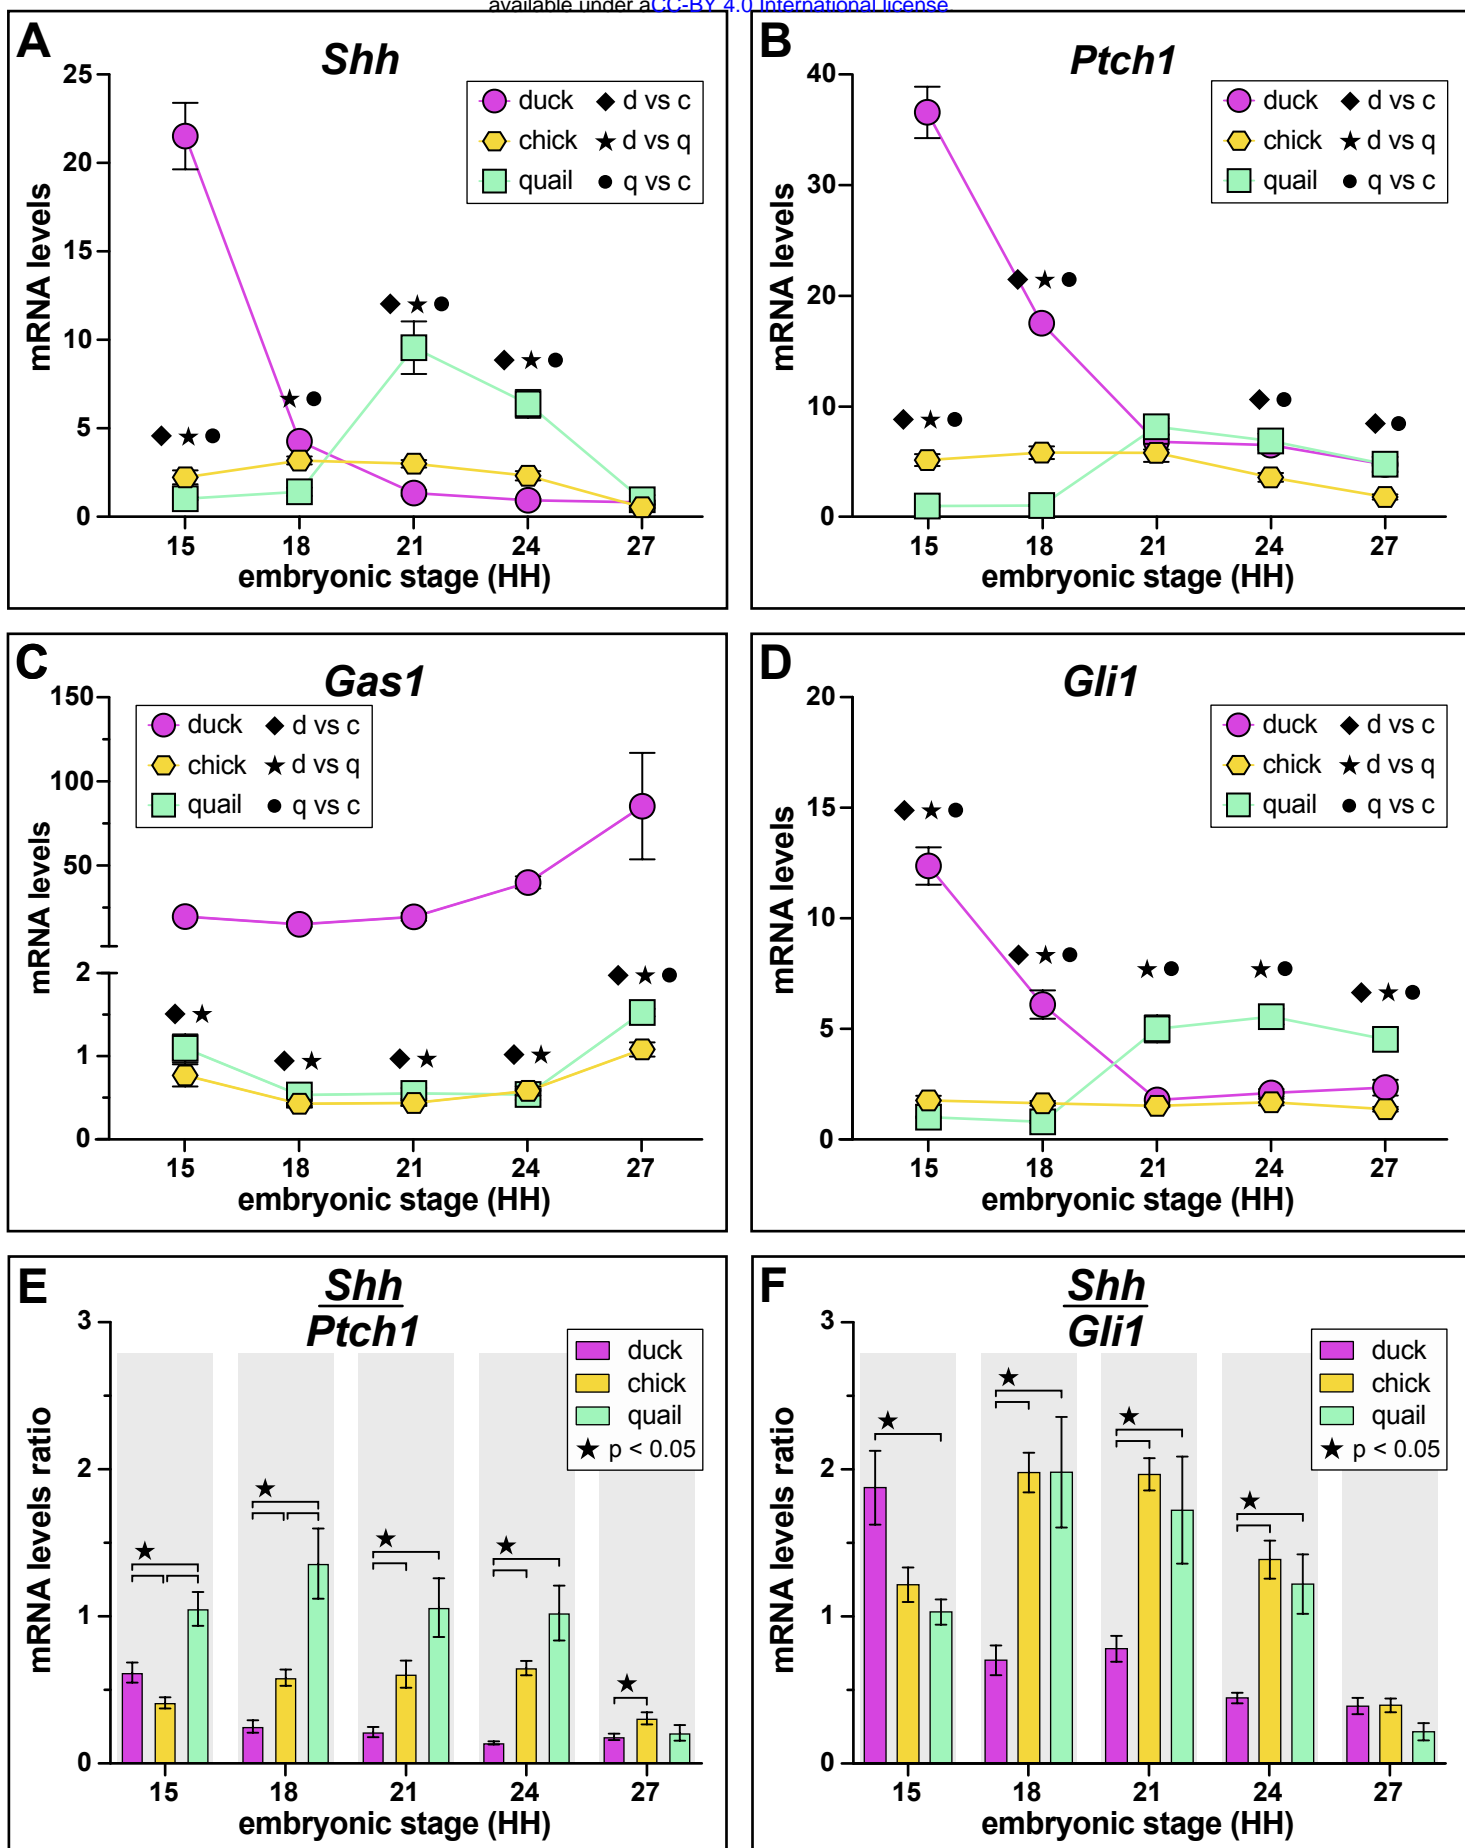 available under aCC-BY 4.0 International license
A
Shh
mRNA levels
25
20
15
10
5
0
duck
d vs c
chick
d vs q
quail
q vs c
15 18 21 24 27
embryonic stage (HH)
B
Ptch1
mRNA levels
40
30
20
10
0
duck
d vs c
chick
d vs q
quail
q vs c
15 18 21 24 27
embryonic stage (HH)
C
Gas1
mRNA levels
150
100
50
2
1
0
duck
d vs c
chick
d vs q
quail
q vs c
15 18 21 24 27
embryonic stage (HH)
D
Gli1
mRNA levels
20
15
10
5
0
duck
d vs c
chick
d vs q
quail
q vs c
15 18 21 24 27
embryonic stage (HH)
E
Shh
Ptch1
mRNA levels ratio
3
2
1
0
duck
chick
quail
★ p < 0.05
15 18 21 24 27
embryonic stage (HH)
F
Shh
Gli1
mRNA levels ratio
3
2
1
0
duck
chick
quail
★ p < 0.05
15 18 21 24 27
embryonic stage (HH)